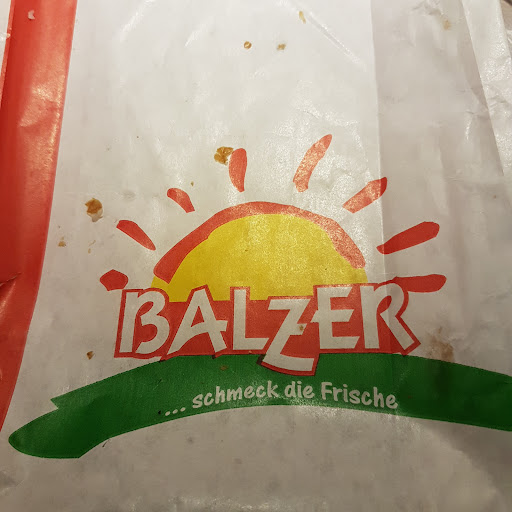 BALZER
... schmeck die Frische